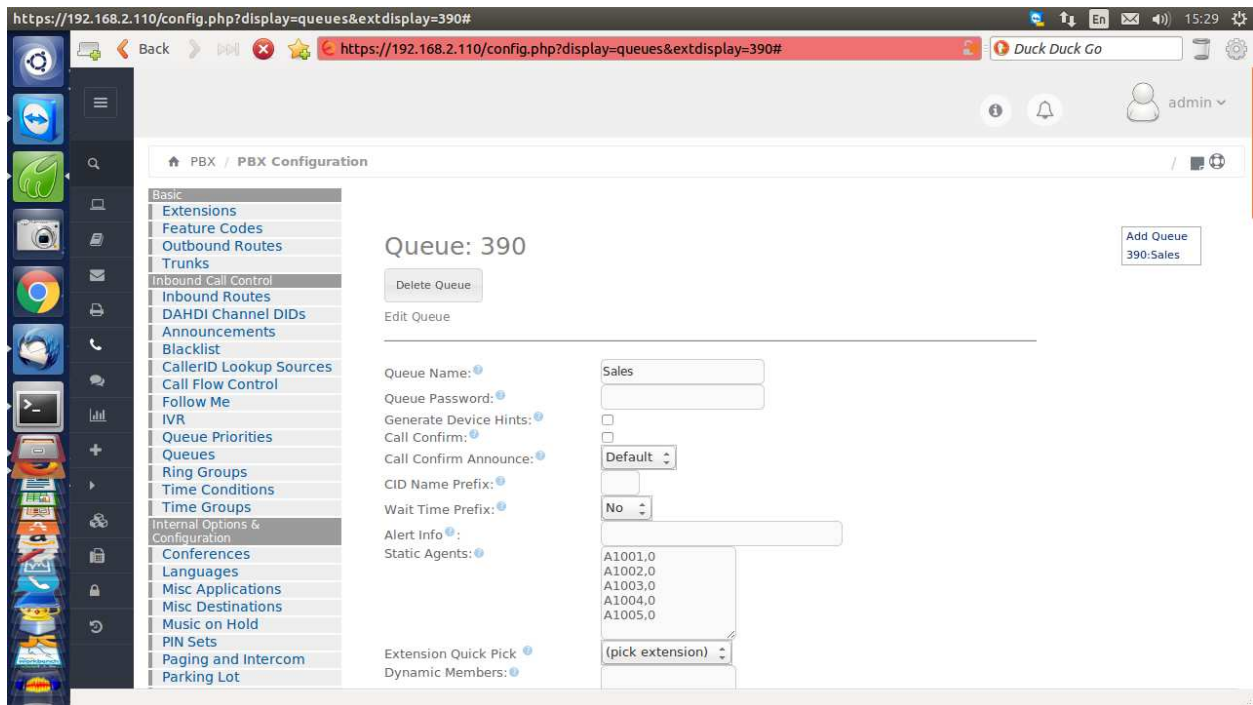 https://192.168.2.110/config.php?display=queues&extdisplay=390#
En
15:29
Back
https://192.168.2.110/config.php?display=queues&extdisplay=390#
Duck Duck Go
admin
PBX / PBX Configuration
/
Basic
Extensions
Feature Codes
Outbound Routes
Trunks
Inbound Call Control
Inbound Routes
DAHDI Channel DIDs
Announcements
Blacklist
CallerID Lookup Sources
Call Flow Control
Follow Me
IVR
Queue Priorities
Queues
Ring Groups
Time Conditions
Time Groups
Internal Options &
Configuration
Conferences
Languages
Misc Applications
Misc Destinations
Music on Hold
PIN Sets
Paging and Intercom
Parking Lot
Queue: 390
Delete Queue
Edit Queue
Queue Name: Sales
Queue Password:
Generate Device Hints:
Call Confirm:
Call Confirm Announce: Default
CID Name Prefix:
Wait Time Prefix: No
Alert Info :
Static Agents: A1001,0
A1002,0
A1003,0
A1004,0
A1005,0
Extension Quick Pick (pick extension)
Dynamic Members:
Add Queue
390:Sales